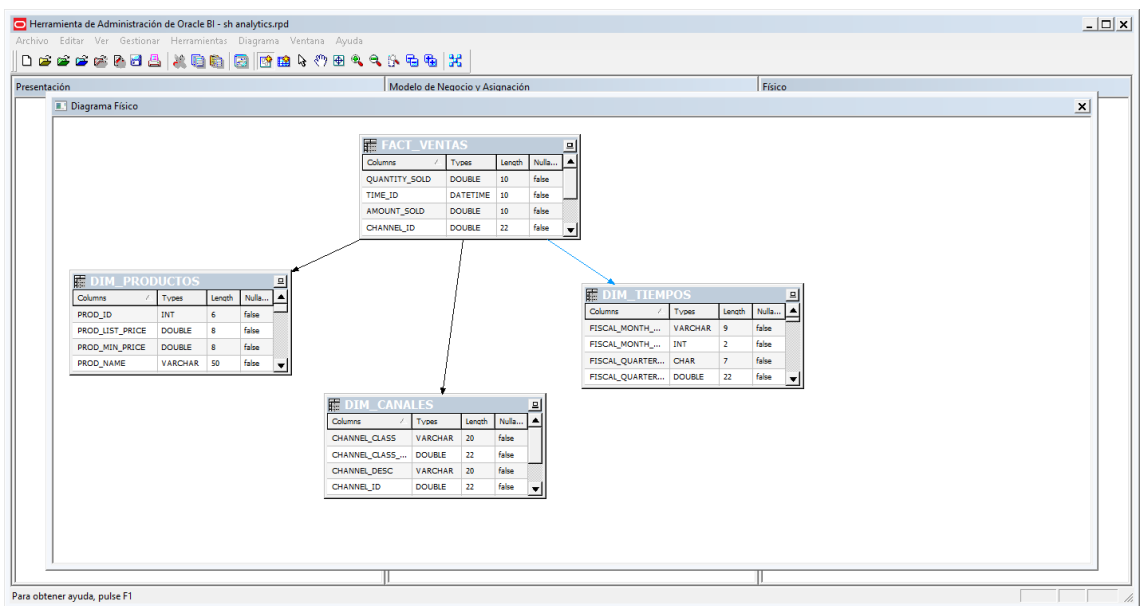 Herramienta de Administración de Oracle BI - sh analytics.rpd
Archivo Editar Ver Gestionar Herramientas Diagrama Ventana Ayuda
Presentación Modelo de Negocio y Asignación Físico
Diagrama Físico
FACT_VENTAS
Columns Types Length Nulla...
QUANTITY_SOLD DOUBLE 10 false
TIME_ID DATETIME 10 false
AMOUNT_SOLD DOUBLE 10 false
CHANNEL_ID DOUBLE 22 false
DIM_PRODUCTOS
Columns Types Length Nulla...
PROD_ID INT 6 false
PROD_LIST_PRICE DOUBLE 8 false
PROD_MIN_PRICE DOUBLE 8 false
PROD_NAME VARCHAR 50 false
DIM_TIEMPOS
Columns Types Length Nulla...
FISCAL_MONTH_... VARCHAR 9 false
FISCAL_MONTH_... INT 2 false
FISCAL_QUARTER... CHAR 7 false
FISCAL_QUARTER... DOUBLE 22 false
DIM_CANALES
Columns Types Length Nulla...
CHANNEL_CLASS VARCHAR 20 false
CHANNEL_CLASS_... DOUBLE 22 false
CHANNEL_DESC VARCHAR 20 false
CHANNEL_ID DOUBLE 22 false
Para obtener ayuda, pulse F1